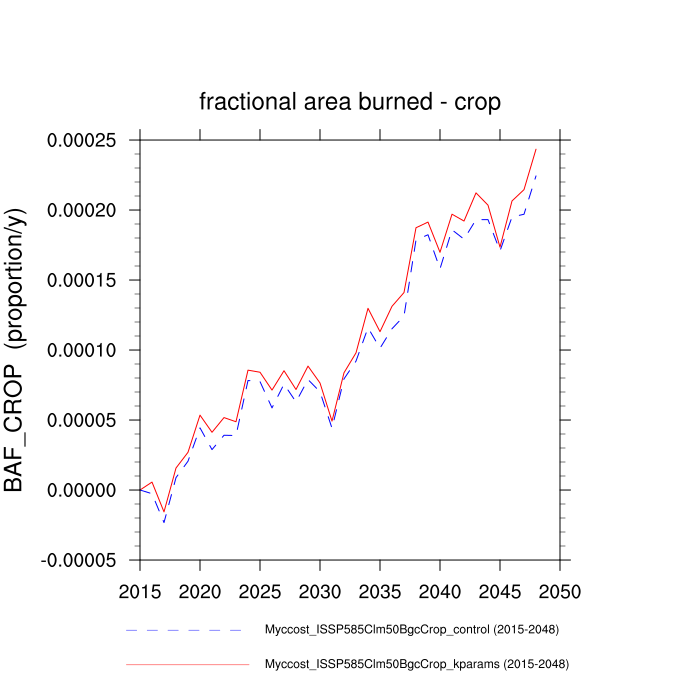 fractional area burned - crop
BAF_CROP (proportion/y)
0.00025
0.00020
0.00015
0.00010
0.00005
0.00000
-0.00005
2015 2020 2025 2030 2035 2040 2045 2050
Myccost_ISSP585Clm50BgcCrop_control (2015-2048)
Myccost_ISSP585Clm50BgcCrop_kparams (2015-2048)